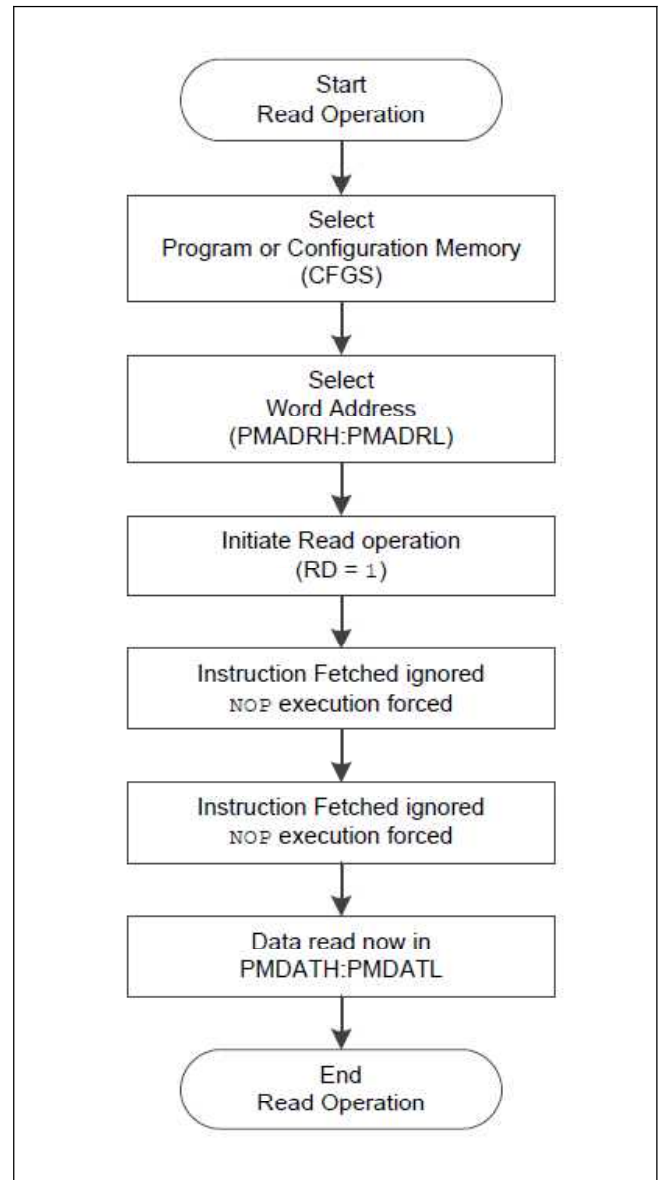 Start
Read Operation
Select
Program or Configuration Memory
(CFGS)
Select
Word Address
(PMADRH:PMADRL)
Initiate Read operation
(RD = 1)
Instruction Fetched ignored
NOP execution forced
Instruction Fetched ignored
NOP execution forced
Data read now in
PMDATH:PMDATL
End
Read Operation